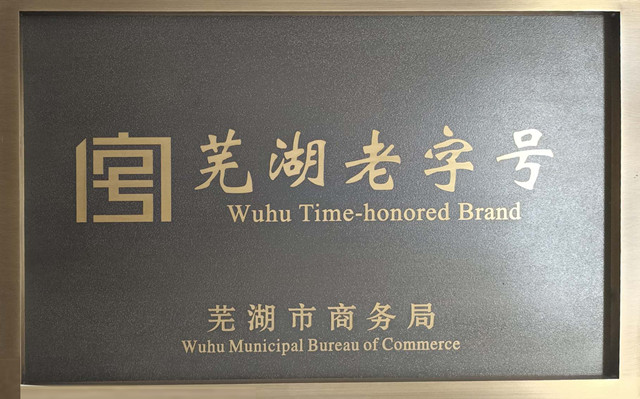 芜湖老字号
Wuhu Time-honored Brand
芜湖市商务局
Wuhu Municipal Bureau of Commerce